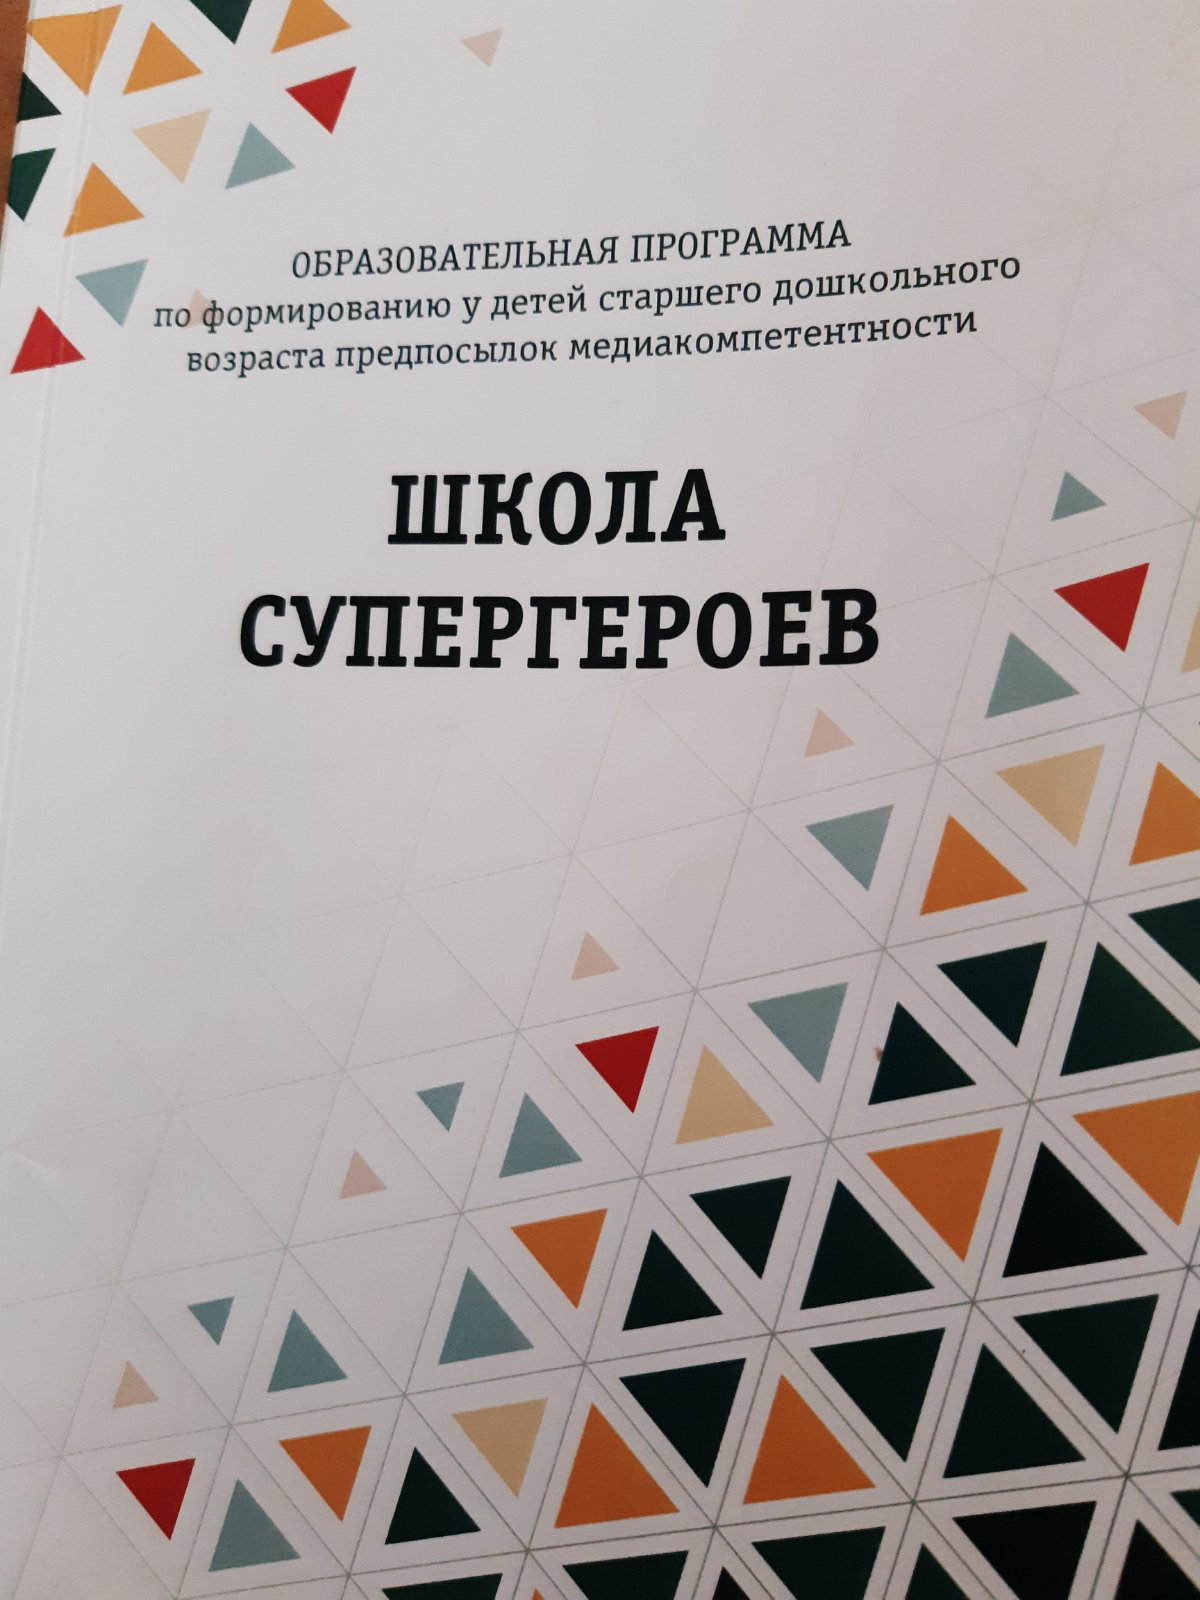 ОБРАЗОВАТЕЛЬНАЯ ПРОГРАММА
по формированию у детей старшего дошкольного
возраста предпосылок медиакомпетентности
ШКОЛА
СУПЕРГЕРОЕВ